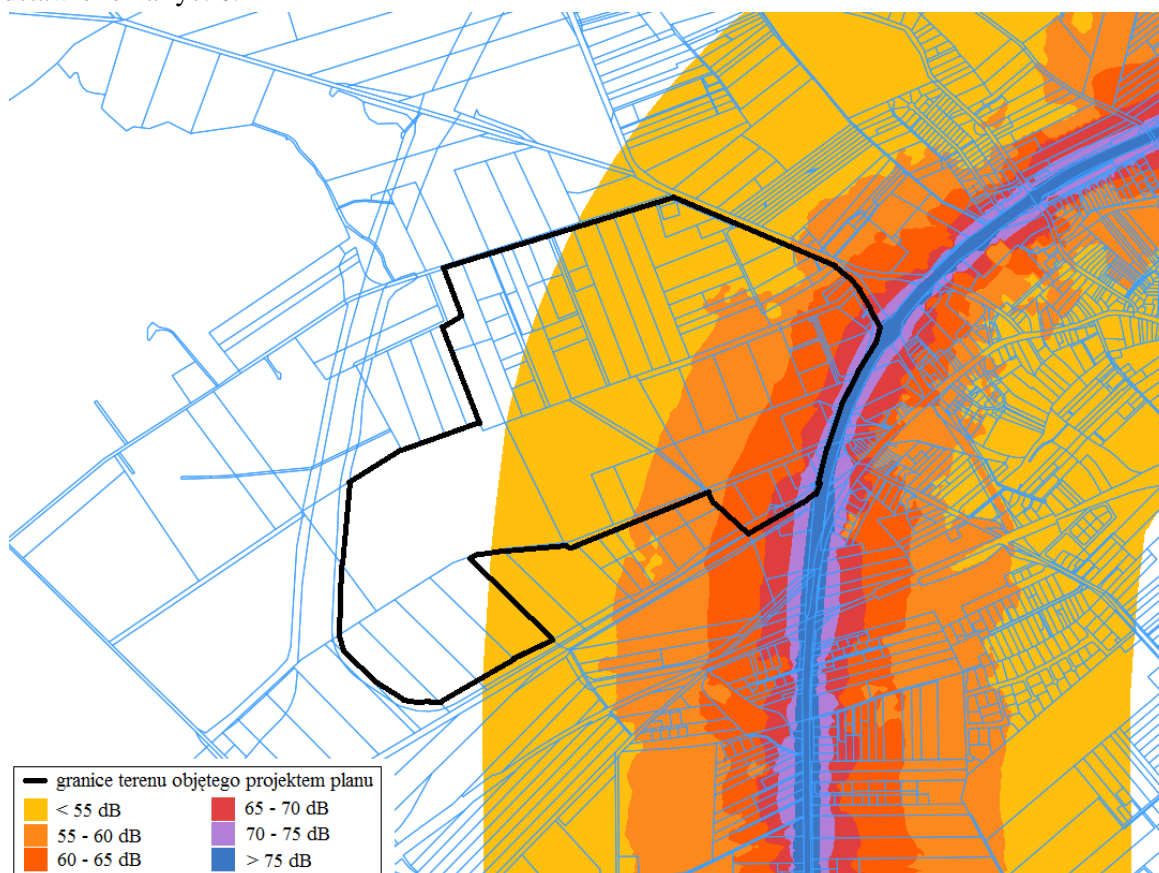 granice terenu objętego projektem planu
< 55 dB
55 - 60 dB
60 - 65 dB
65 - 70 dB
70 - 75 dB
> 75 dB